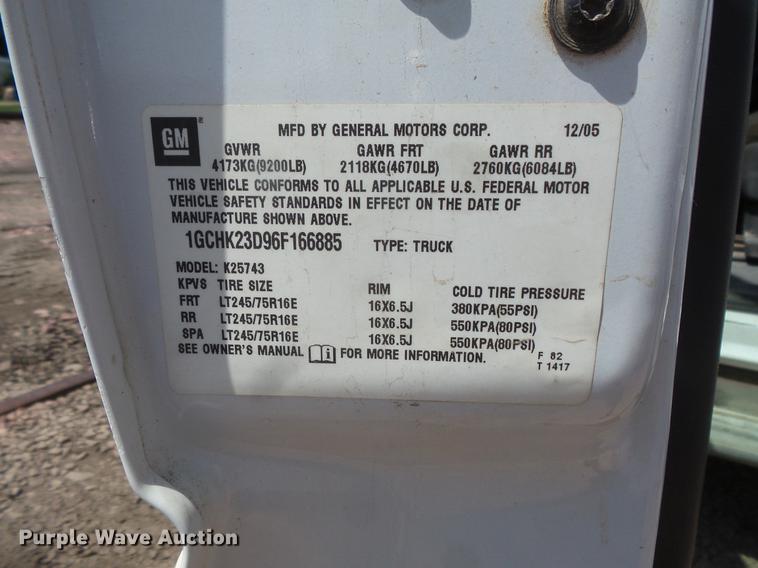 GM
MFD BY GENERAL MOTORS CORP. 12/05
GVWR GAWR FRT GAWR RR
4173KG(9200LB) 2118KG(4670LB) 2760KG(6084LB)
THIS VEHICLE CONFORMS TO ALL APPLICABLE U.S. FEDERAL MOTOR
VEHICLE SAFETY STANDARDS IN EFFECT ON THE DATE OF
MANUFACTURE SHOWN ABOVE.
1GCHK23D96F166885 TYPE: TRUCK
MODEL: K25743
KPVS TIRE SIZE RIM COLD TIRE PRESSURE
FRT LT245/75R16E 16X6.5J 380KPA(55PSI)
RR LT245/75R16E 16X6.5J 550KPA(80PSI)
SPA LT245/75R16E 16X6.5J 550KPA(80PSI)
SEE OWNER'S MANUAL FOR MORE INFORMATION. F 82
T 1417
Purple Wave Auction